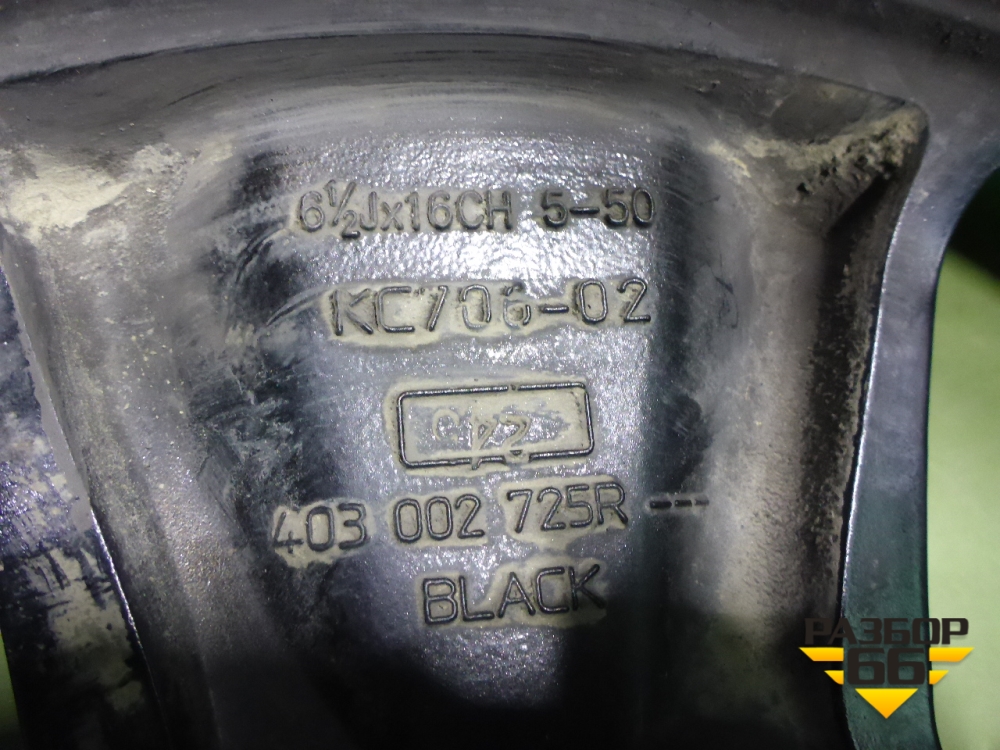 6½Jx16CH 5-50
KC706-02
403 002 725R ---
BLACK
РАЗБОР
66